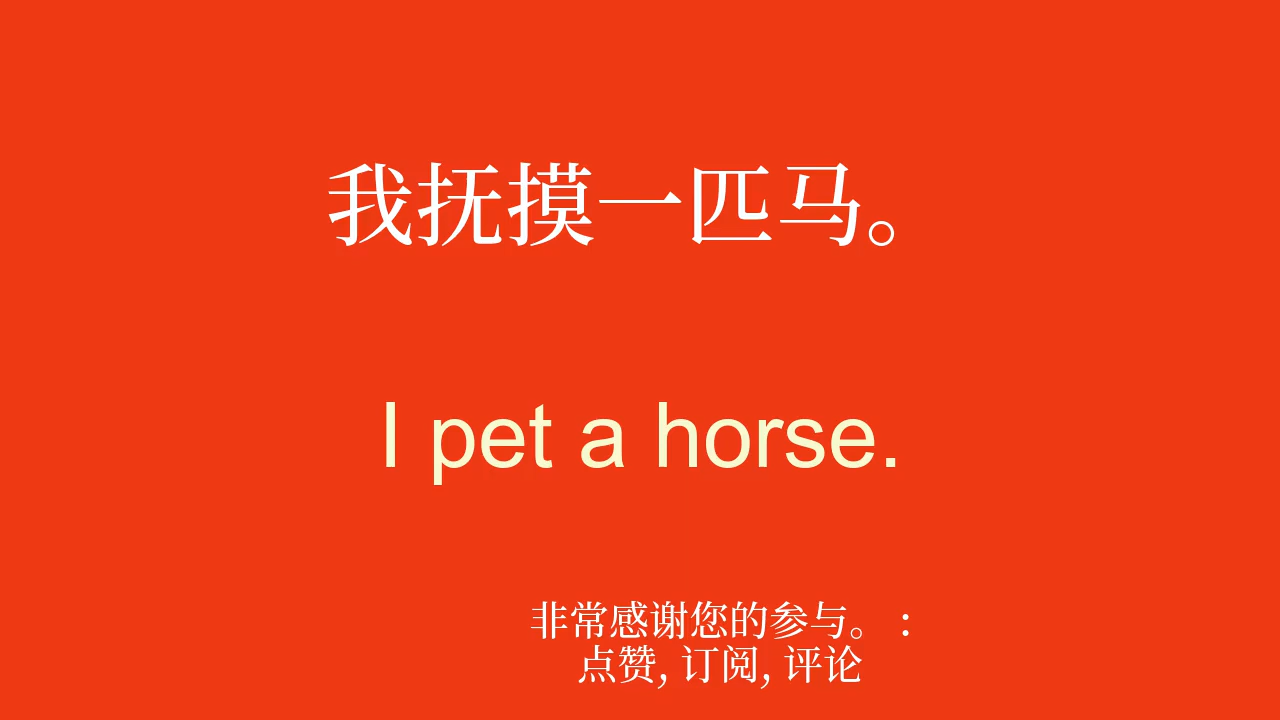 我抚摸一匹马。
I pet a horse.
非常感谢您的参与。 :
点赞, 订阅, 评论